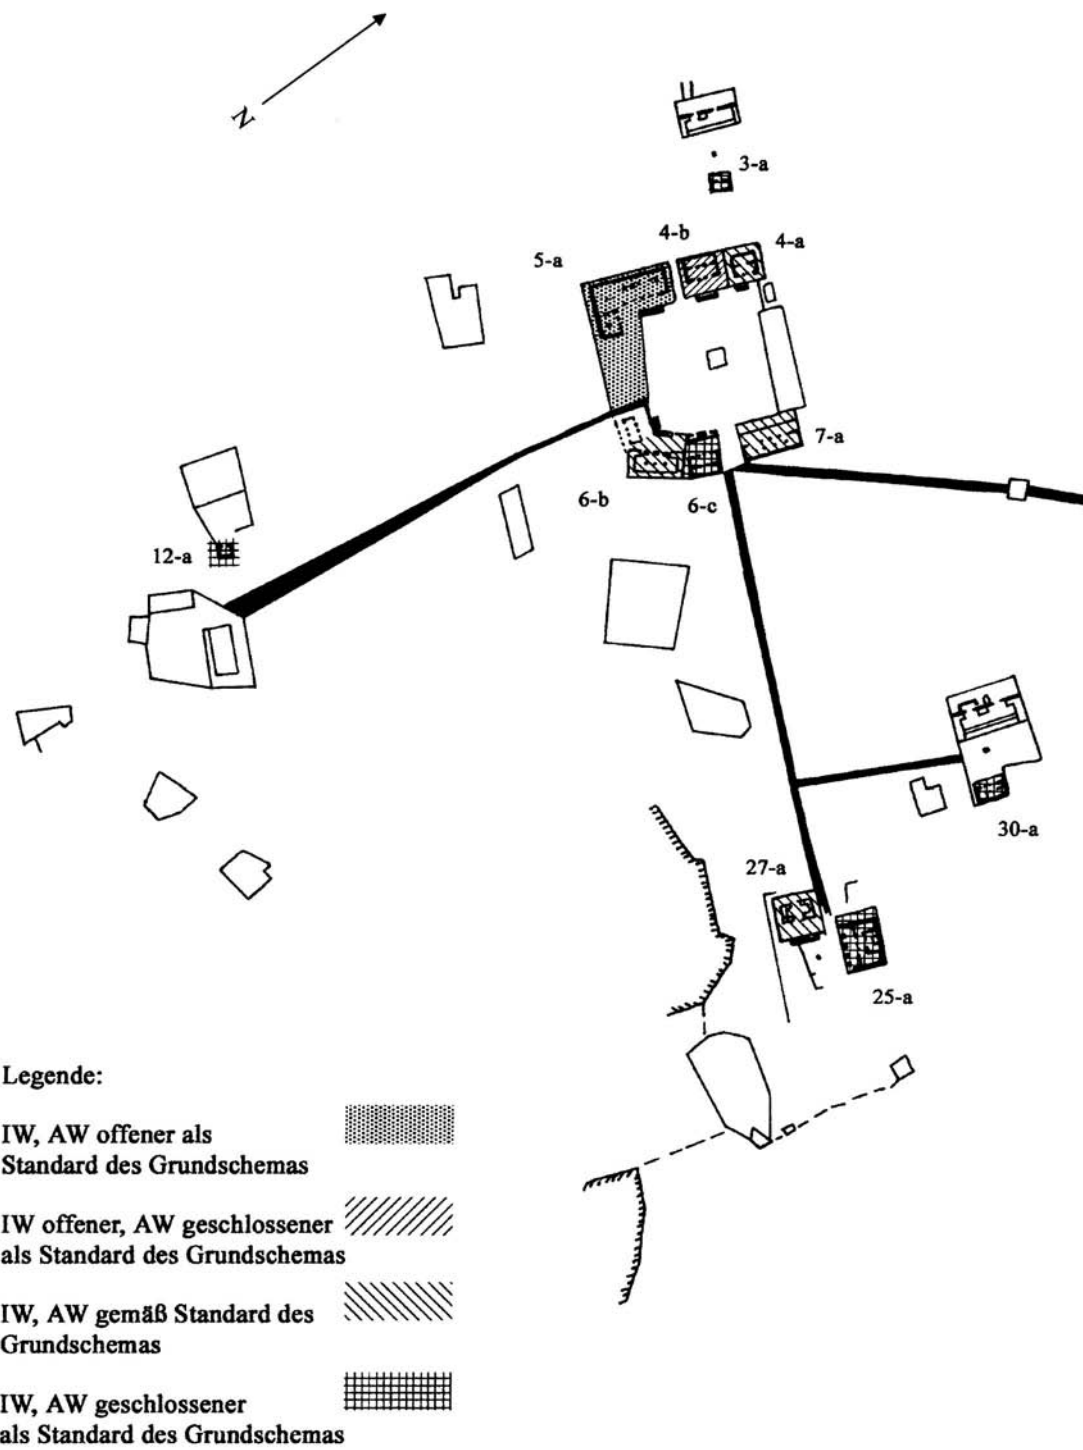 N
3-a
4-b
4-a
5-a
7-a
6-b
6-c
12-a
30-a
27-a
25-a
Legende:
IW, AW offener als
Standard des Grundschemas
IW offener, AW geschlossener
als Standard des Grundschemas
IW, AW gemäß Standard des
Grundschemas
IW, AW geschlossener
als Standard des Grundschemas